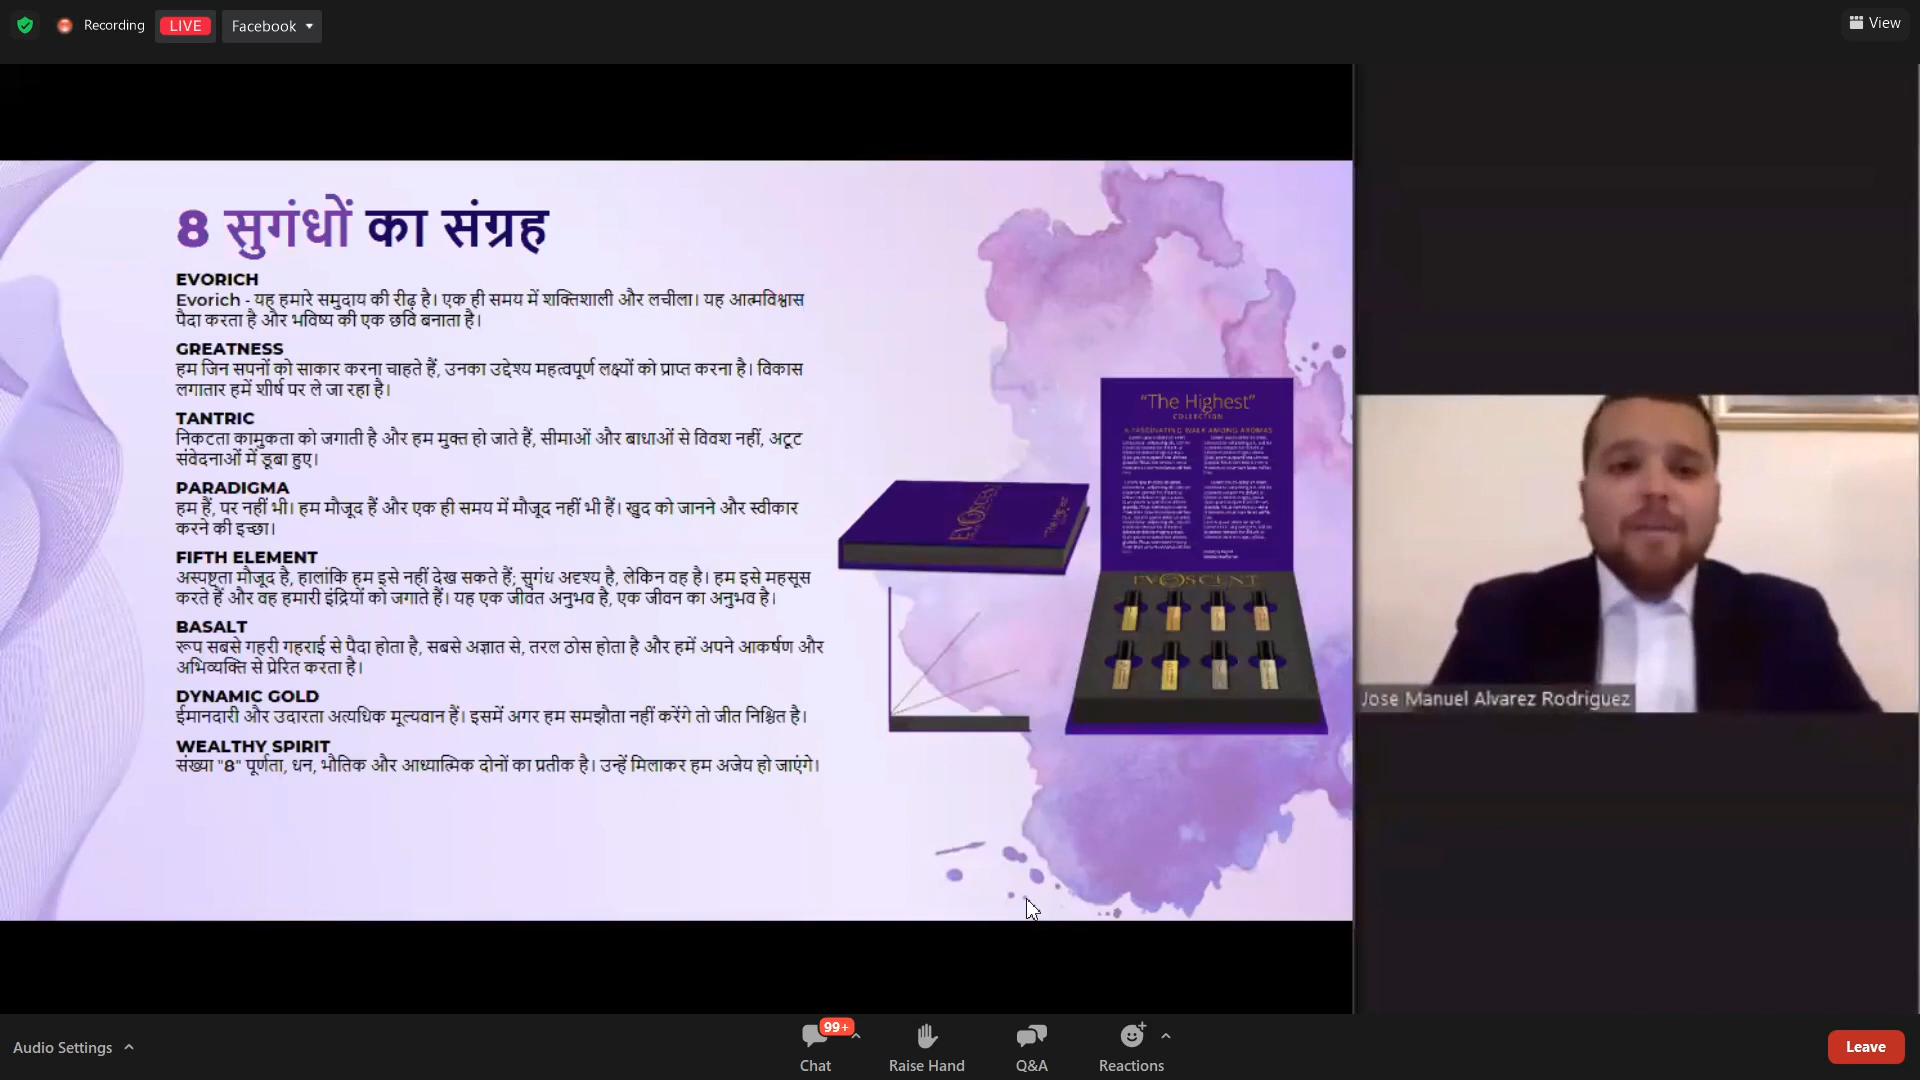 Recording
LIVE
Facebook
View
8 सुगंधों का संग्रह
EVORICH
Evorich - यह हमारे समुदाय की रीढ़ है। एक ही समय में शक्तिशाली और लचीला। यह आत्मविश्वास
पैदा करता है और भविष्य की एक छवि बनाता है।
GREATNESS
हम जिन सपनों को साकार करना चाहते हैं, उनका उद्देश्य महत्वपूर्ण लक्ष्यों को प्राप्त करना है। विकास
लगातार हमें शीर्ष पर ले जा रहा है।
TANTRIC
निकटता कामुकता को जगाती है और हम मुक्त हो जाते हैं, सीमाओं और बाधाओं से विवश नहीं, अटूट
संवेदनाओं में डूबा हुए।
PARADIGMA
हम हैं, पर नहीं भी। हम मौजूद हैं और एक ही समय में मौजूद नहीं भी हैं। खुद को जानने और स्वीकार
करने की इच्छा।
FIFTH ELEMENT
अस्पष्टता मौजूद है, हालांकि हम इसे नहीं देख सकते हैं; सुगंध अदृश्य है, लेकिन वह है। हम इसे महसूस
करते हैं और वह हमारी इंद्रियों को जगाते हैं। यह एक जीवंत अनुभव है, एक जीवन का अनुभव है।
BASALT
रूप सबसे गहरी गहराई से पैदा होता है, सबसे अज्ञात से, तरल ठोस होता है और हमें अपने आकर्षण और
अभिव्यक्ति से प्रेरित करता है।
DYNAMIC GOLD
ईमानदारी और उदारता अत्यधिक मूल्यवान हैं। इसमें अगर हम समझौता नहीं करेंगे तो जीत निश्चित है।
WEALTHY SPIRIT
संख्या "8" पूर्णता, धन, भौतिक और आध्यात्मिक दोनों का प्रतीक है। उन्हें मिलाकर हम अजेय हो जाएंगे।
"The Highest"
COLLECTION
A FASCINATING WALK AMONG AROMAS
EVOSCENT
EVOSCENT
Jose Manuel Alvarez Rodriguez
Audio Settings
99+
Chat
Raise Hand
Q&A
Reactions
Leave